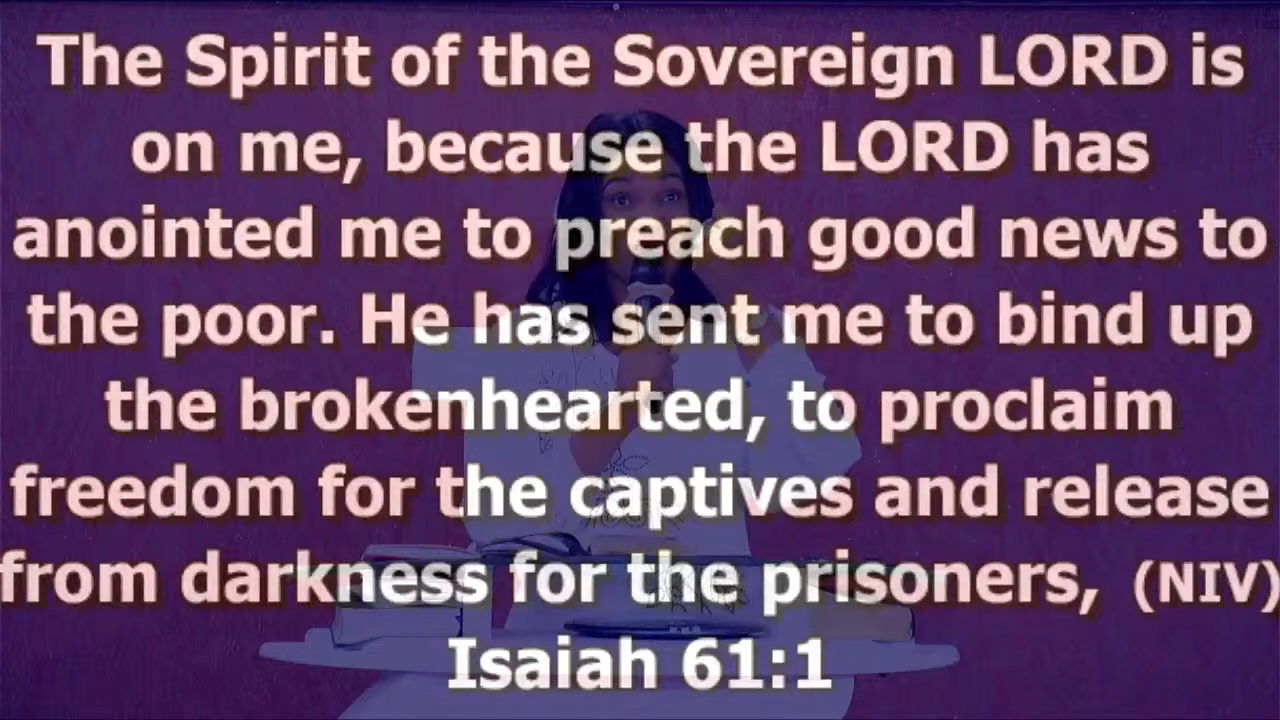 The Spirit of the Sovereign LORD is
on me, because the LORD has
anointed me to preach good news to
the poor. He has sent me to bind up
the brokenhearted, to proclaim
freedom for the captives and release
from darkness for the prisoners, (NIV)
Isaiah 61:1